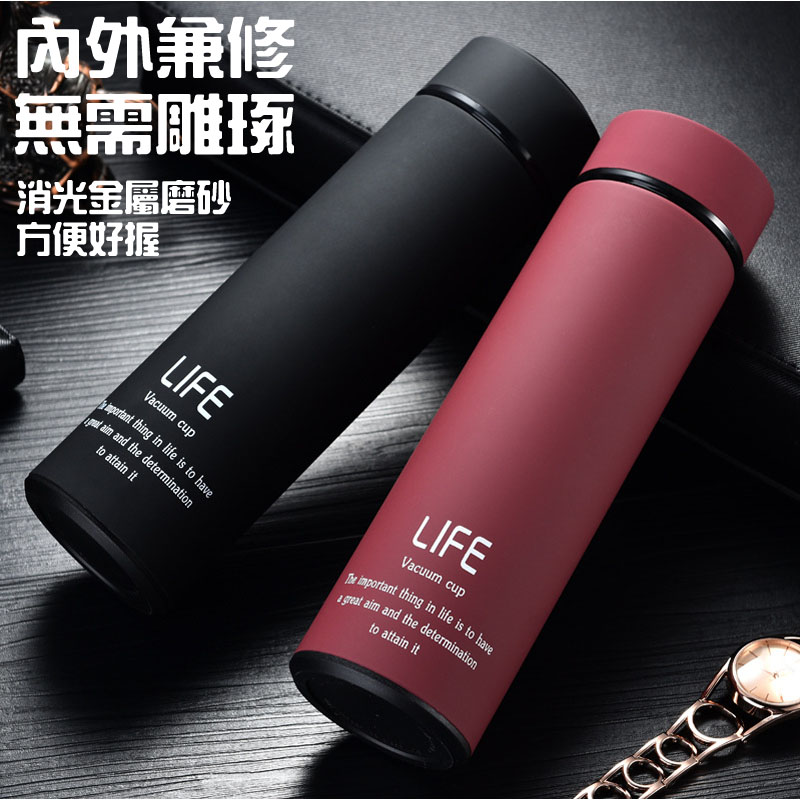 內外兼修
無需雕琢
消光金屬磨砂
方便好握
LIFE
Vacuum cup
The important thing in life is to have
a great aim and the determination
to attain it
LIFE
Vacuum cup
The important thing in life is to have
a great aim and the determination
to attain it